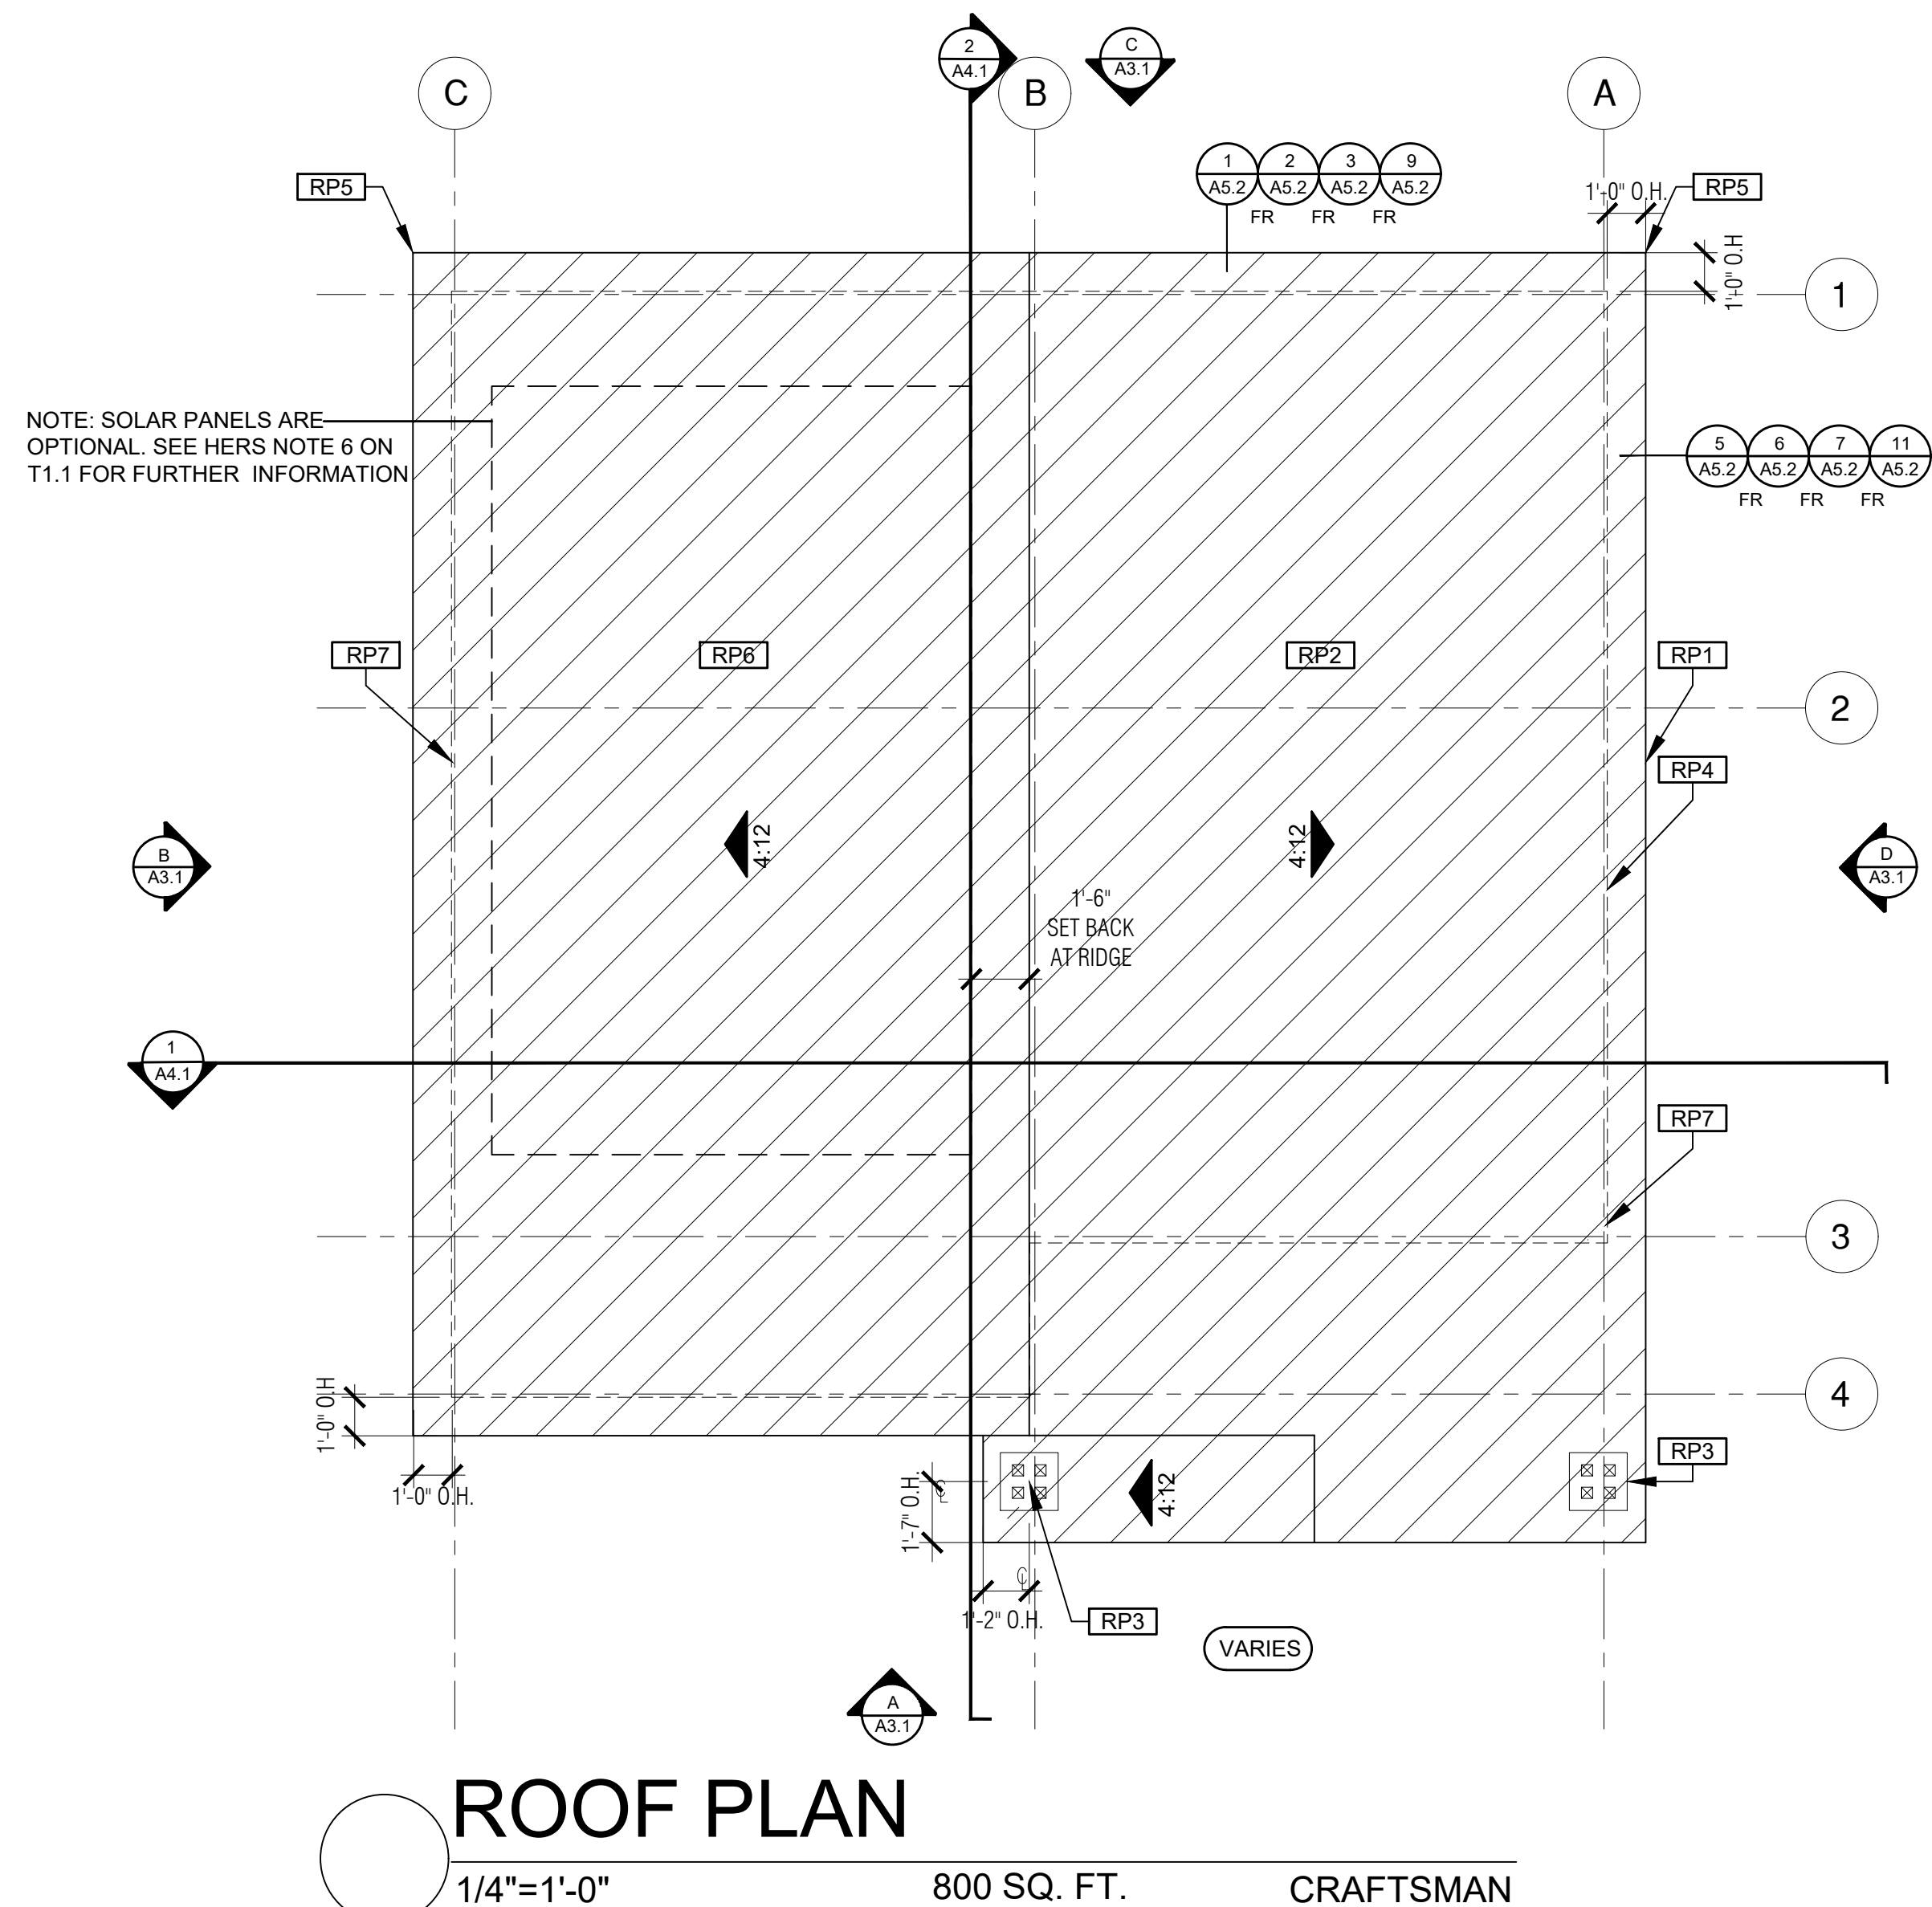 2
A4.1
C
A3.1
C
B
A
1
A5.2
2
A5.2
3
A5.2
9
A5.2
FR
FR
FR
RP5
1'-0" O.H.
RP5
1'-0" O.H
1
NOTE: SOLAR PANELS ARE
OPTIONAL. SEE HERS NOTE 6 ON
T1.1 FOR FURTHER INFORMATION
5
A5.2
6
A5.2
7
A5.2
11
A5.2
FR
FR
FR
RP7
RP6
RP2
RP1
2
RP4
4:12
4:12
B
A3.1
D
A3.1
1'-6"
SET BACK
AT RIDGE
1
A4.1
RP7
3
4
1'-0" O.H
1'-0" O.H.
RP3
4:12
1'-7" O.H.
CL
CL
1'-2" O.H.
RP3
VARIES
A
A3.1
ROOF PLAN
1/4"=1'-0"
800 SQ. FT.
CRAFTSMAN